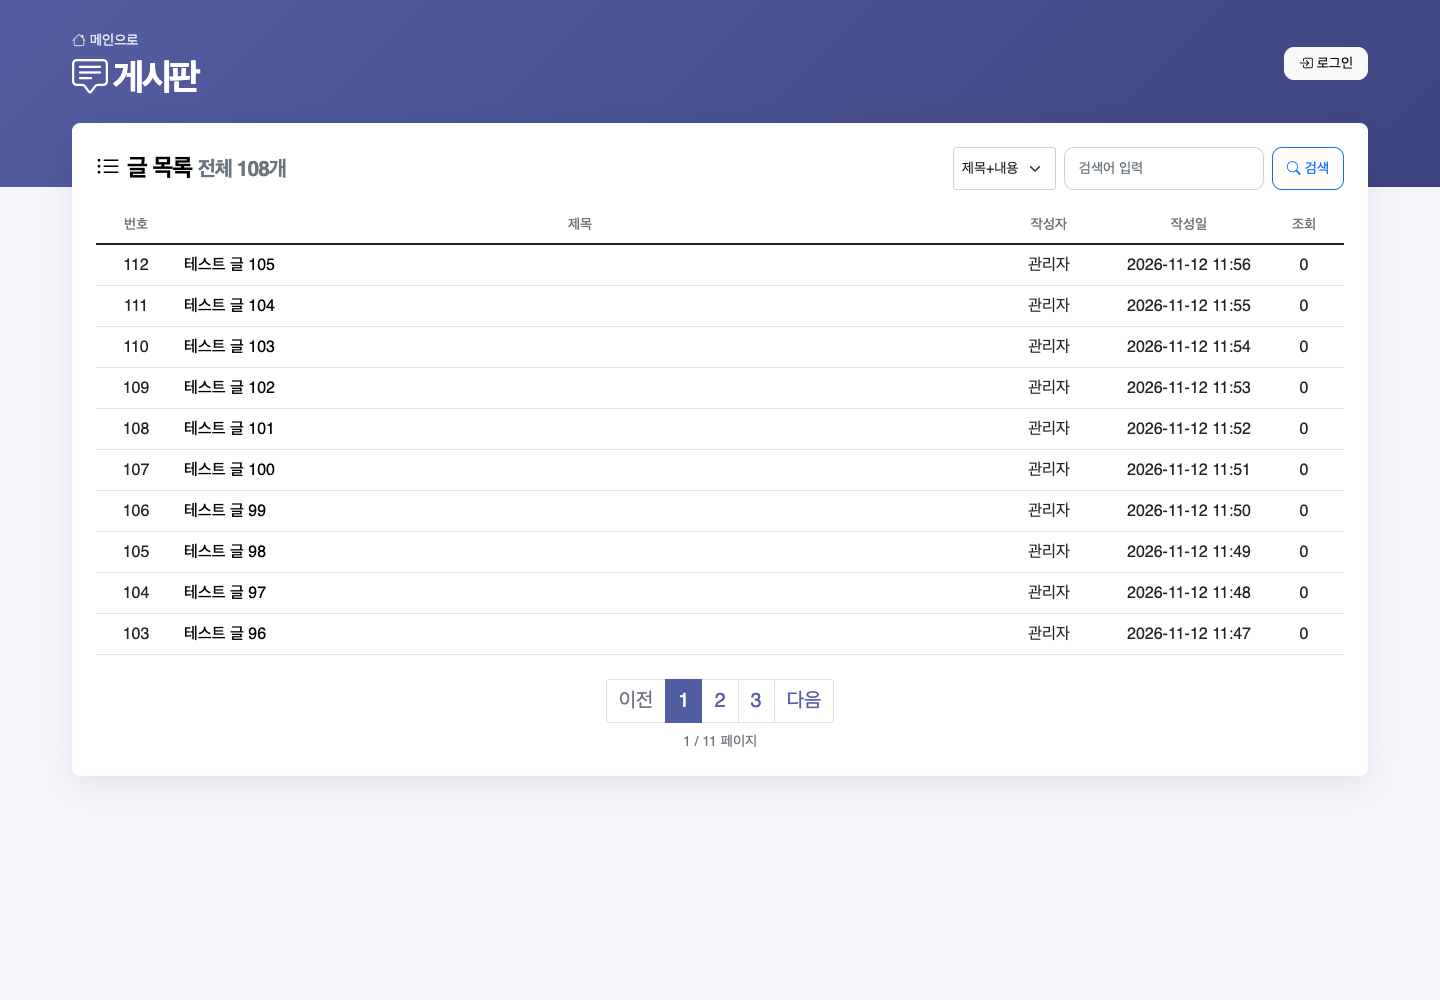 메인으로
게시판
로그인
글 목록 전체 108개
제목+내용 검색어 입력 검색
번호 제목 작성자 작성일 조회
112 테스트 글 105 관리자 2026-11-12 11:56 0
111 테스트 글 104 관리자 2026-11-12 11:55 0
110 테스트 글 103 관리자 2026-11-12 11:54 0
109 테스트 글 102 관리자 2026-11-12 11:53 0
108 테스트 글 101 관리자 2026-11-12 11:52 0
107 테스트 글 100 관리자 2026-11-12 11:51 0
106 테스트 글 99 관리자 2026-11-12 11:50 0
105 테스트 글 98 관리자 2026-11-12 11:49 0
104 테스트 글 97 관리자 2026-11-12 11:48 0
103 테스트 글 96 관리자 2026-11-12 11:47 0
이전 1 2 3 다음
1 / 11 페이지